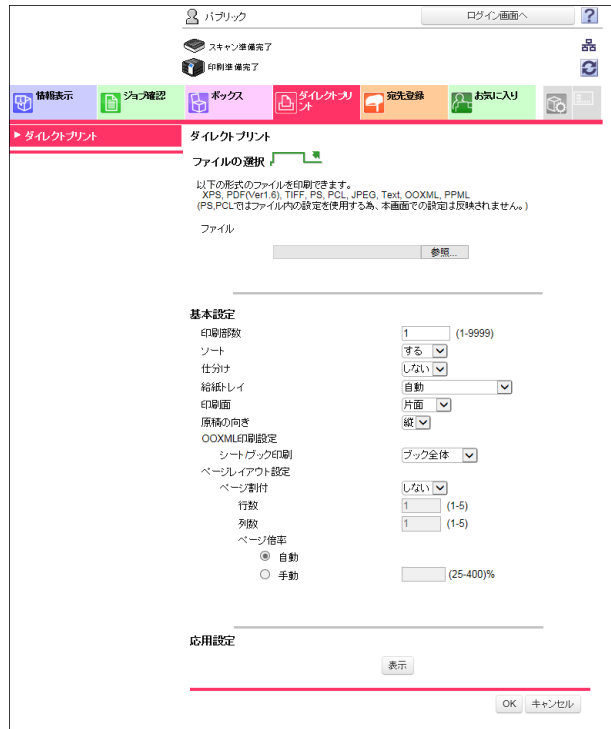 パブリック
ログイン画面へ
?
スキャン準備完了
印刷準備完了
情報表示
ジョブ確認
ボックス
ダイレクトプリント
宛先登録
お気に入り
ダイレクトプリント
ダイレクトプリント
ファイルの選択
以下の形式のファイルを印刷できます。
XPS, PDF(Ver1.6), TIFF, PS, PCL, JPEG, Text, OOXML, PPML
(PS,PCLではファイル内の設定を使用する為、本画面での設定は反映されません。)
ファイル
参照...
基本設定
印刷部数 1 (1-9999)
ソート する
仕分け しない
給紙トレイ 自動
印刷面 片面
原稿の向き 縦
OOXML印刷設定
シート/ブック印刷 ブック全体
ページレイアウト設定
ページ割付 しない
行数 1 (1-5)
列数 1 (1-5)
ページ倍率
自動
手動 (25-400)%
応用設定
表示
OK キャンセル